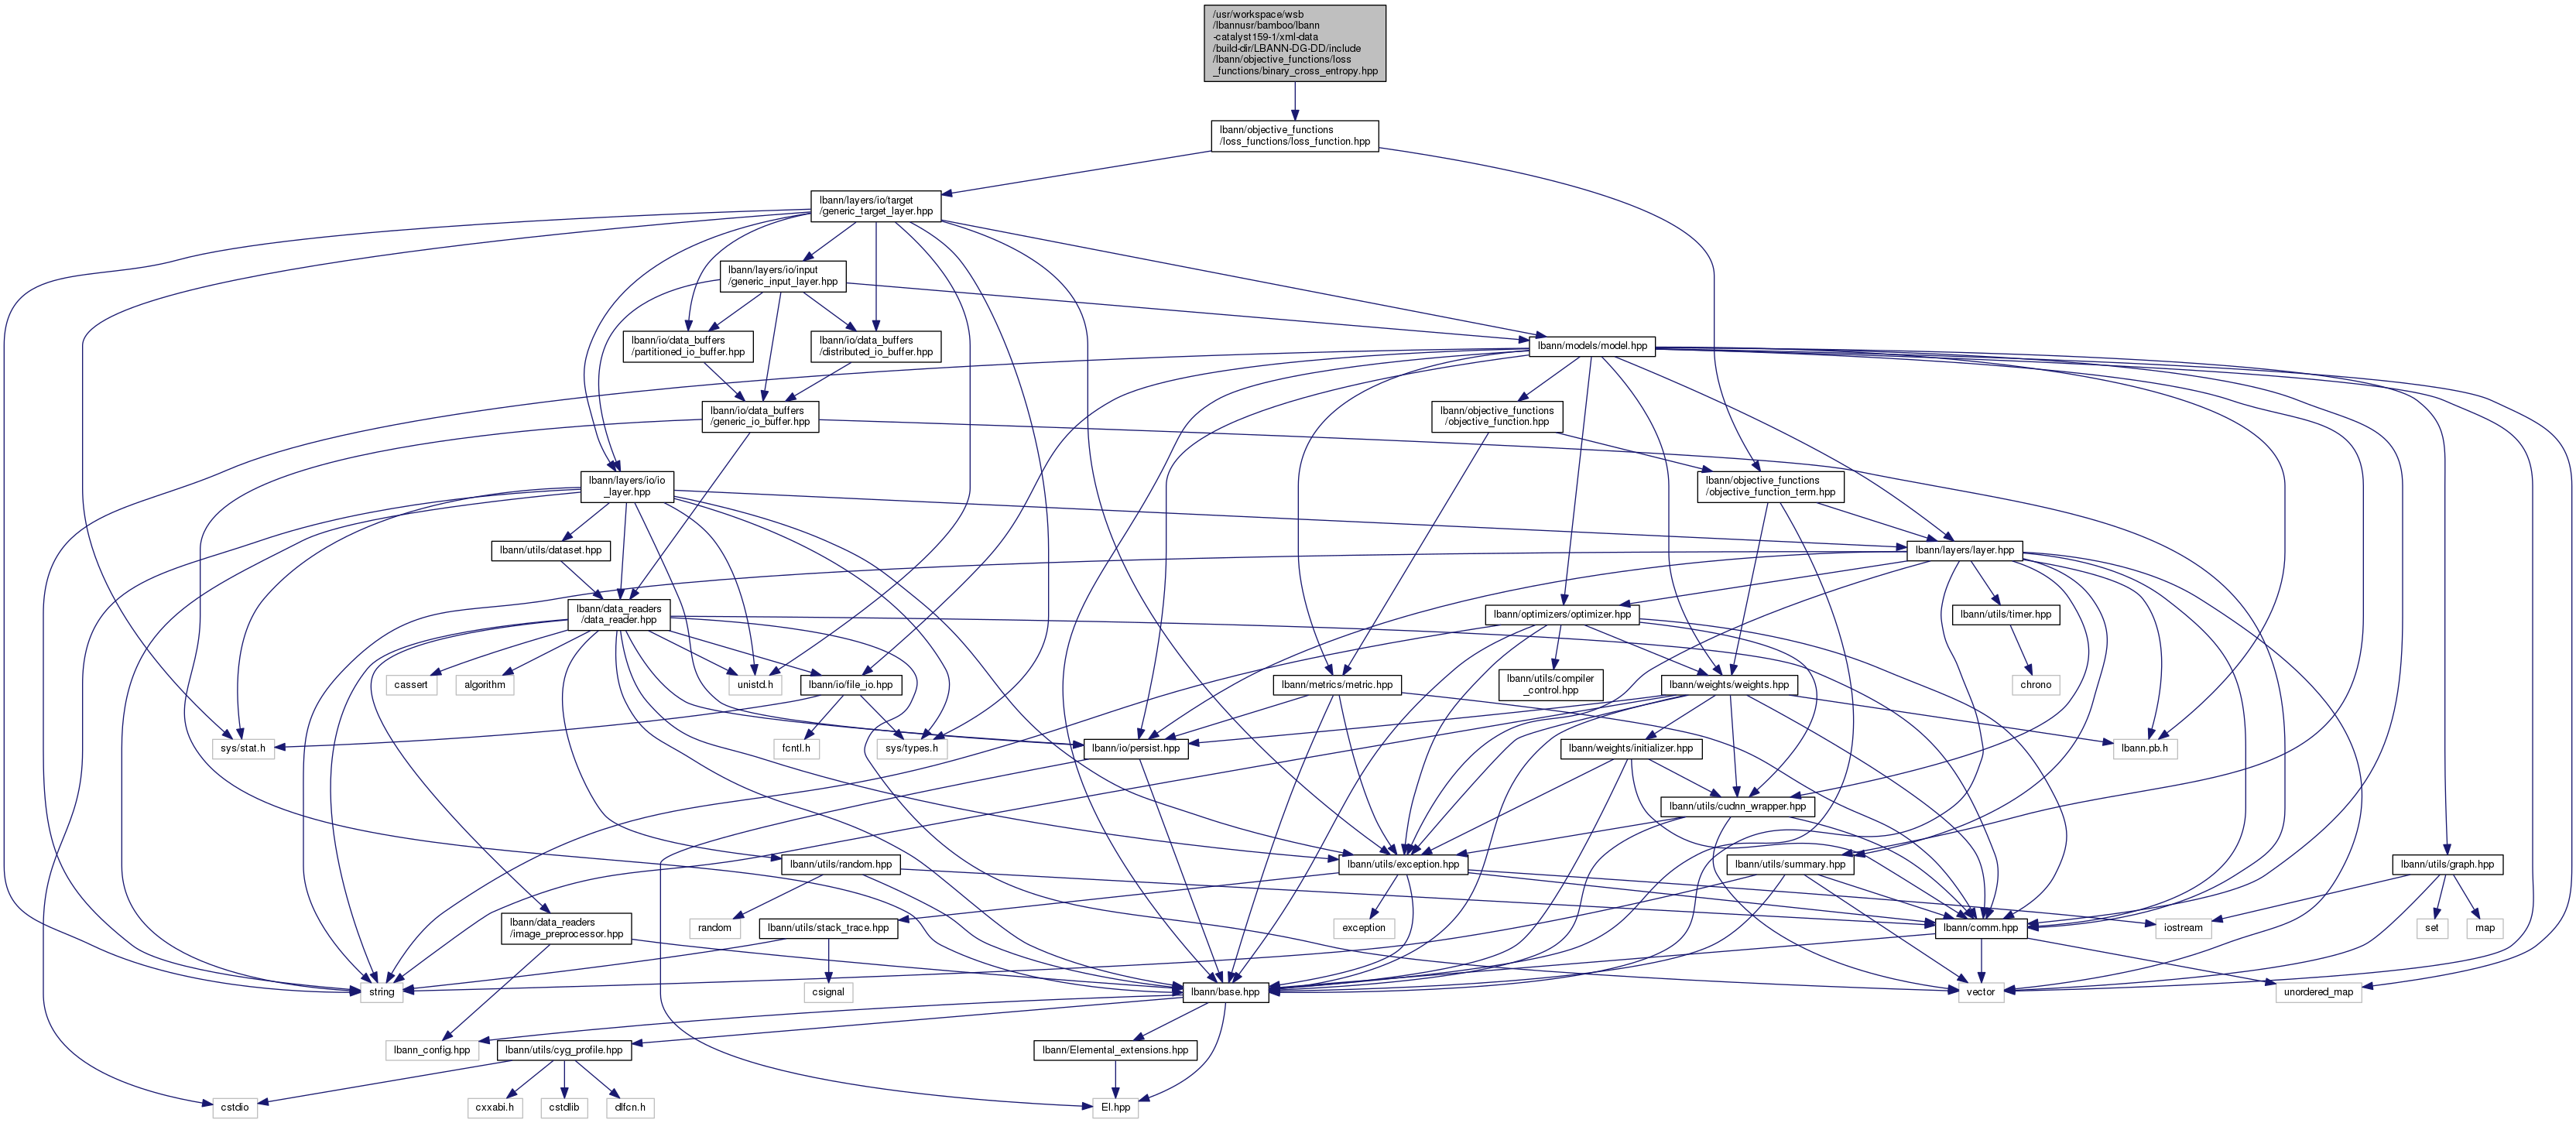 /usr/workspace/wsb
/lbannusr/bamboo/lbann
-catalyst159-1/xml-data
/build-dir/LBANN-DG-DD/include
/lbann/objective_functions/loss
_functions/binary_cross_entropy.hpp
lbann/objective_functions
/loss_functions/loss_function.hpp
lbann/layers/io/target
/generic_target_layer.hpp
lbann/layers/io/input
/generic_input_layer.hpp
lbann/io/data_buffers
/partitioned_io_buffer.hpp
lbann/io/data_buffers
/distributed_io_buffer.hpp
lbann/models/model.hpp
lbann/io/data_buffers
/generic_io_buffer.hpp
lbann/objective_functions
/objective_function.hpp
lbann/layers/io/io
_layer.hpp
lbann/objective_functions
/objective_function_term.hpp
lbann/utils/dataset.hpp
lbann/layers/layer.hpp
lbann/data_readers
/data_reader.hpp
lbann/optimizers/optimizer.hpp
lbann/utils/timer.hpp
cassert
algorithm
unistd.h
lbann/io/file_io.hpp
lbann/metrics/metric.hpp
lbann/utils/compiler
_control.hpp
lbann/weights/weights.hpp
chrono
sys/stat.h
fcntl.h
sys/types.h
lbann/io/persist.hpp
lbann/weights/initializer.hpp
lbann.pb.h
lbann/utils/cudnn_wrapper.hpp
lbann/utils/random.hpp
lbann/utils/exception.hpp
lbann/utils/summary.hpp
lbann/utils/graph.hpp
lbann/data_readers
/image_preprocessor.hpp
random
lbann/utils/stack_trace.hpp
exception
lbann/comm.hpp
iostream
set
map
string
csignal
lbann/base.hpp
vector
unordered_map
lbann_config.hpp
lbann/utils/cyg_profile.hpp
lbann/Elemental_extensions.hpp
cstdio
cxxabi.h
cstdlib
dlfcn.h
El.hpp